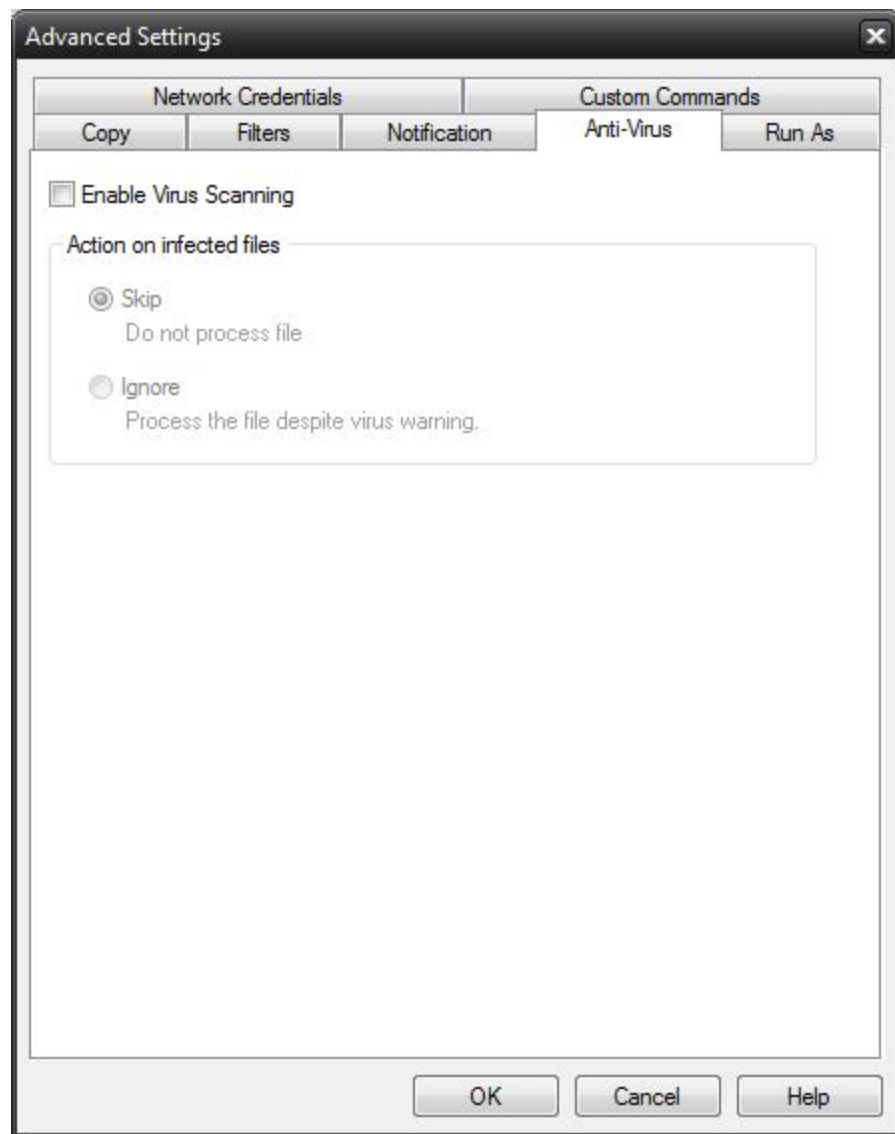 Advanced Settings
Network Credentials Custom Commands
Copy Filters Notification Anti-Virus Run As
Enable Virus Scanning
Action on infected files
Skip
Do not process file
Ignore
Process the file despite virus warning.
OK Cancel Help